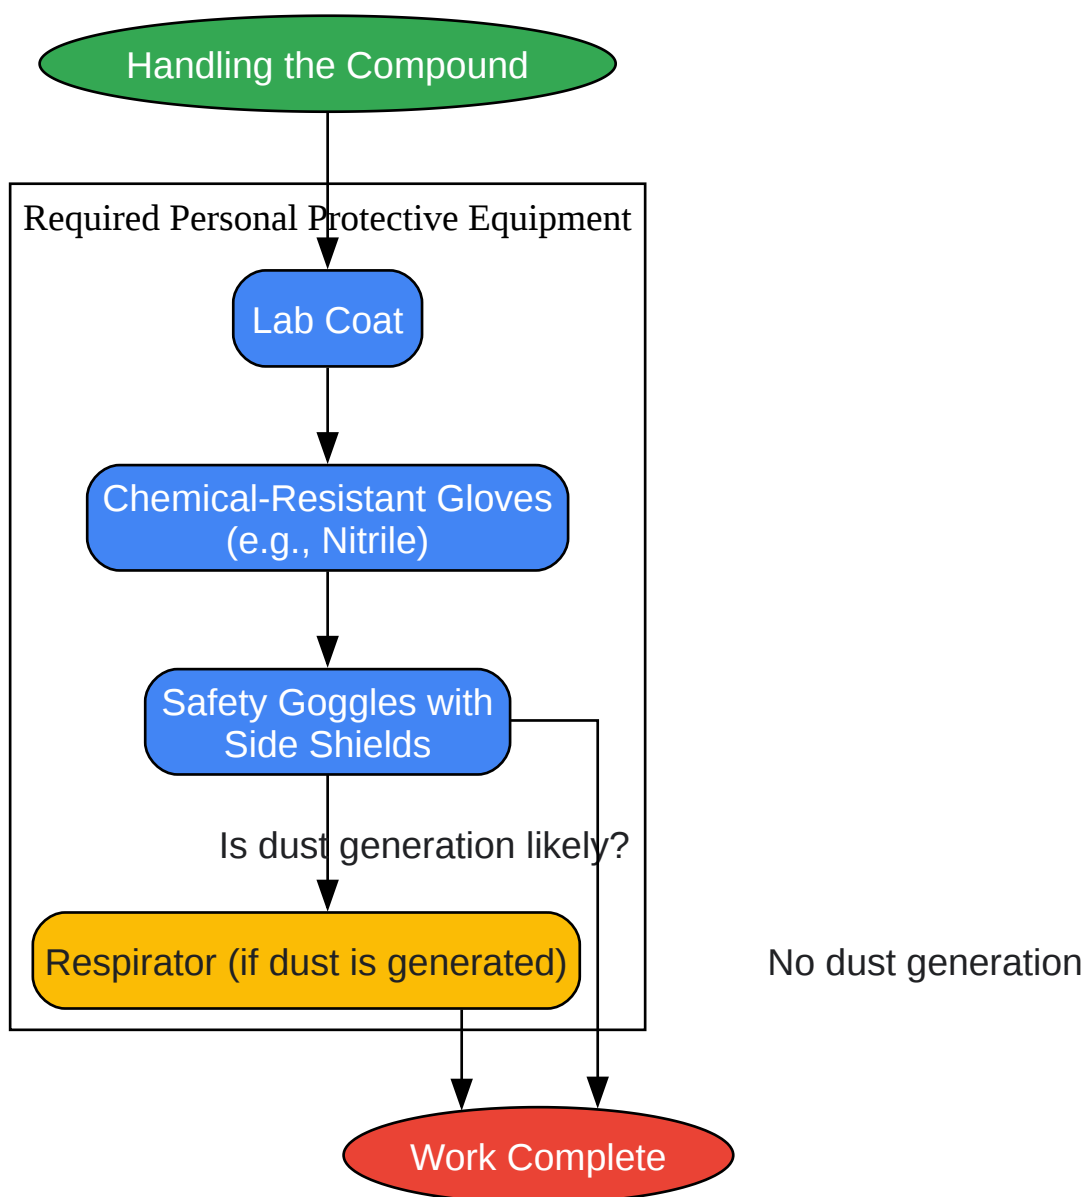 Handling the Compound
Required Personal Protective Equipment
Lab Coat
Chemical-Resistant Gloves
(e.g., Nitrile)
Safety Goggles with
Side Shields
Is dust generation likely?
Respirator (if dust is generated)
No dust generation
Work Complete